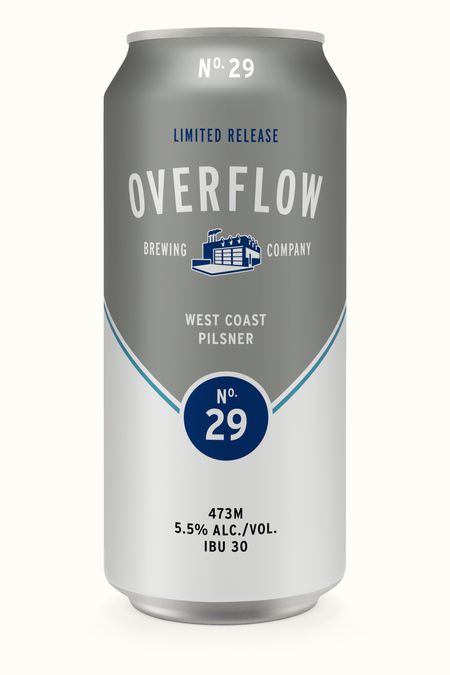 Nº. 29
LIMITED RELEASE
OVERFLOW
BREWING COMPANY
WEST COAST
PILSNER
Nº.
29
473M
5.5% ALC./VOL.
IBU 30